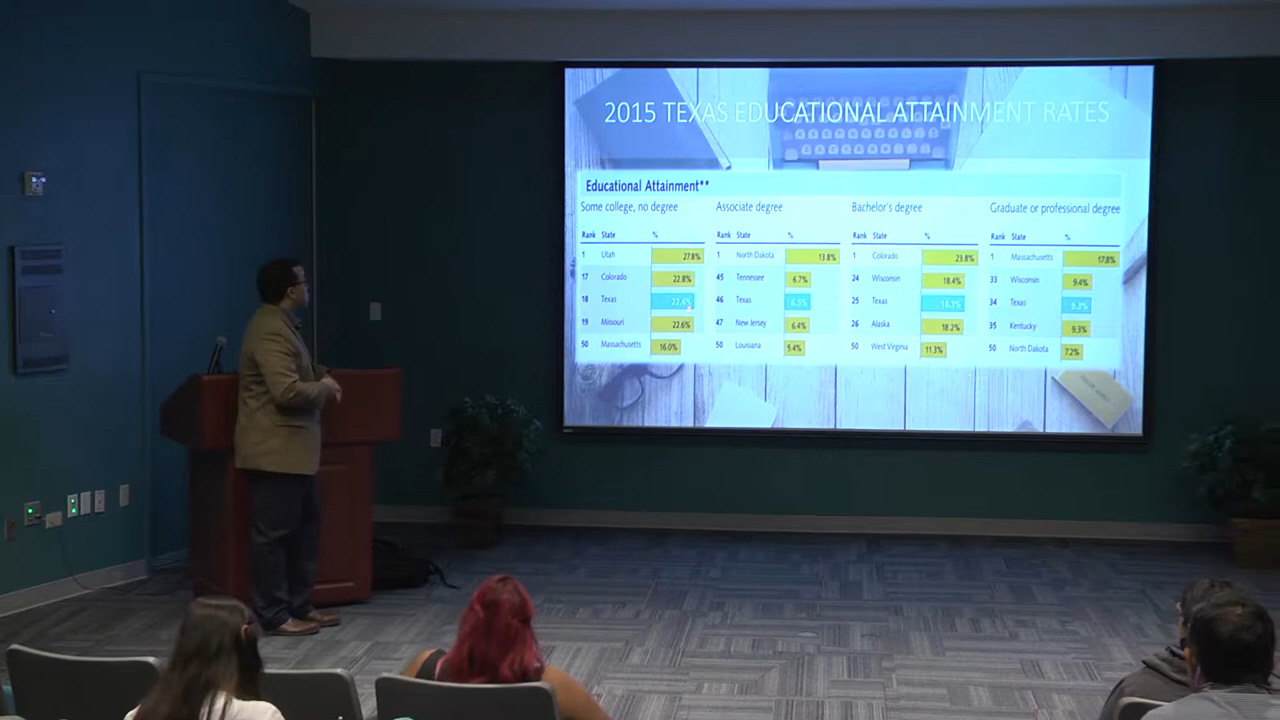 2015 TEXAS EDUCATIONAL ATTAINMENT RATES
Educational Attainment**
Some college, no degree
Rank State %
1 Utah 27.8%
17 Colorado 22.8%
18 Texas 22.6%
19 Missouri 22.6%
50 Massachusetts 16.0%
Associate degree
Rank State %
1 North Dakota 13.8%
45 Tennessee 6.7%
46 Texas
47 New Jersey 6.4%
50 Louisiana 5.4%
Bachelor's degree
Rank State %
1 Colorado 23.8%
24 Wisconsin 18.4%
25 Texas
26 Alaska 18.2%
50 West Virginia 11.3%
Graduate or professional degree
Rank State %
1 Massachusetts 17.8%
33 Wisconsin 9.4%
34 Texas 9.3%
35 Kentucky 9.3%
50 North Dakota 7.2%